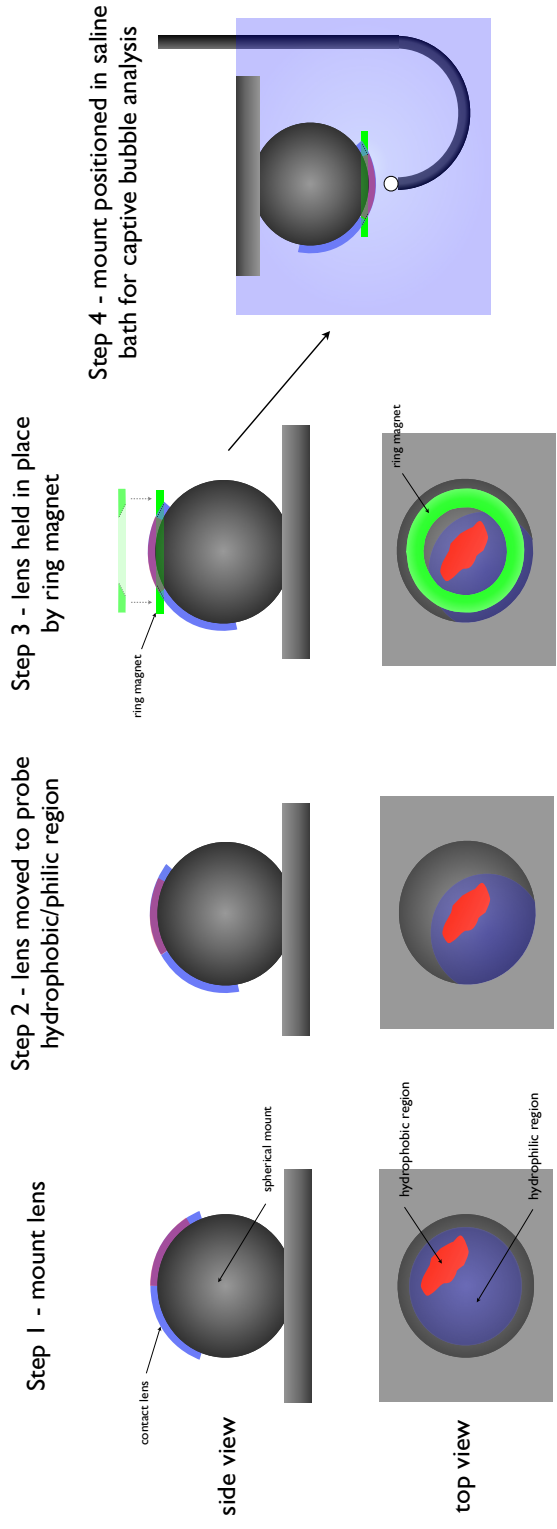 Step 1 - mount lens
Step 2 - lens moved to probe
hydrophobic/philic region
Step 3 - lens held in place
by ring magnet
Step 4 - mount positioned in saline
bath for captive bubble analysis
side view
contact lens
spherical mount
ring magnet
top view
hydrophobic region
hydrophilic region
ring magnet